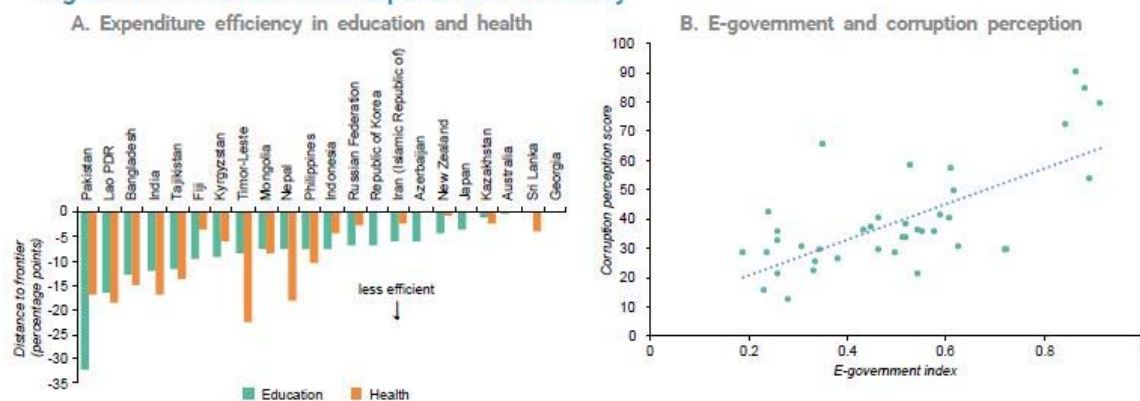 A. Expenditure efficiency in education and health
Pakistan
Lao PDR
Bangladesh
India
Tajikistan
Fiji
Kyrgyzstan
Timor-Leste
Mongolia
Nepal
Philippines
Indonesia
Russian Federation
Republic of Korea
Iran (Islamic Republic of)
Azerbaijan
New Zealand
Japan
Kazakhstan
Australia
Sri Lanka
Georgia
0
-5
-10
-15
-20
-25
-30
-35
Distance to frontier
(percentage points)
less efficient
↓
Education
Health
B. E-government and corruption perception
100
90
80
70
60
50
40
30
20
10
0
Corruption perception score
0
0.2
0.4
0.6
0.8
E-government index